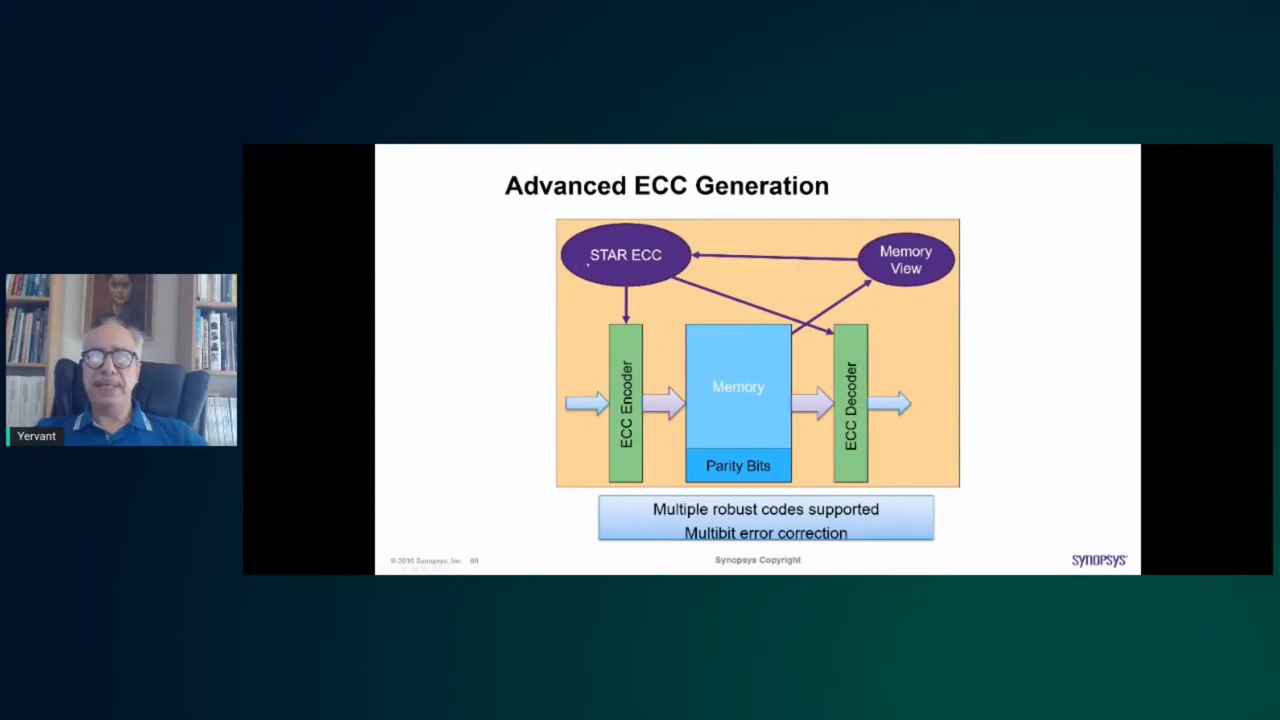 Advanced ECC Generation
STAR ECC
Memory
View
ECC Encoder
Memory
Parity Bits
ECC Decoder
Multiple robust codes supported
Multibit error correction
© 2016 Synopsys, Inc. 89
Synopsys Copyright
SYNOPSYS®
Yervant